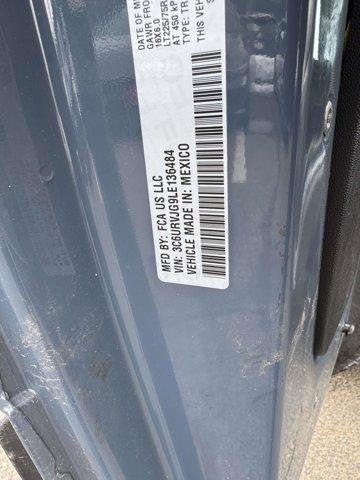 MFD BY: FCA US LLC
VIN: 3C6URVJG9LE136484
VEHICLE MADE IN: MEXICO
DATE OF M
GAWR FRO
16X6.0
LT225/75R
AT 450 KP
TYPE: TR
THIS VEH